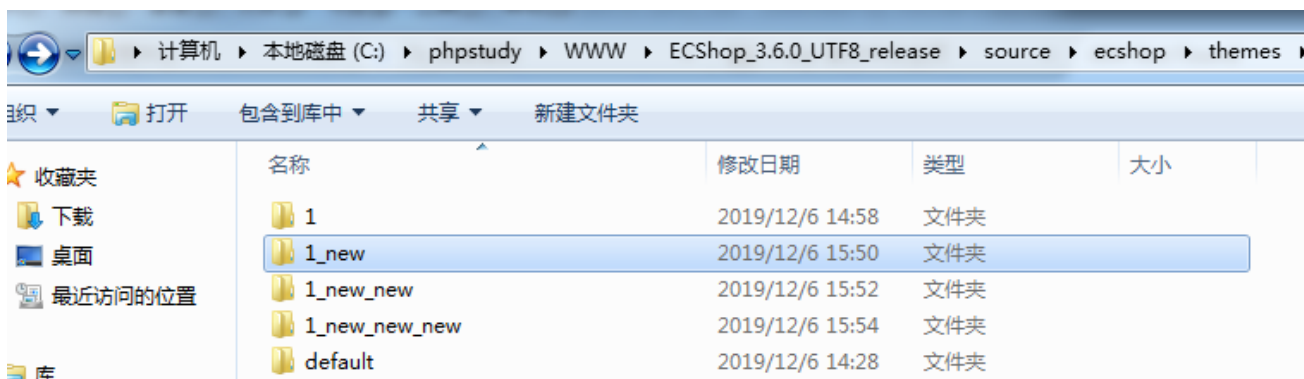 计算机 ▸ 本地磁盘 (C:) ▸ phpstudy ▸ WWW ▸ ECShop_3.6.0_UTF8_release ▸ source ▸ ecshop ▸ themes
组织 打开 包含到库中 共享 新建文件夹
名称 修改日期 类型 大小
收藏夹
下载
桌面
最近访问的位置
库
1 2019/12/6 14:58 文件夹
1_new 2019/12/6 15:50 文件夹
1_new_new 2019/12/6 15:52 文件夹
1_new_new_new 2019/12/6 15:54 文件夹
default 2019/12/6 14:28 文件夹